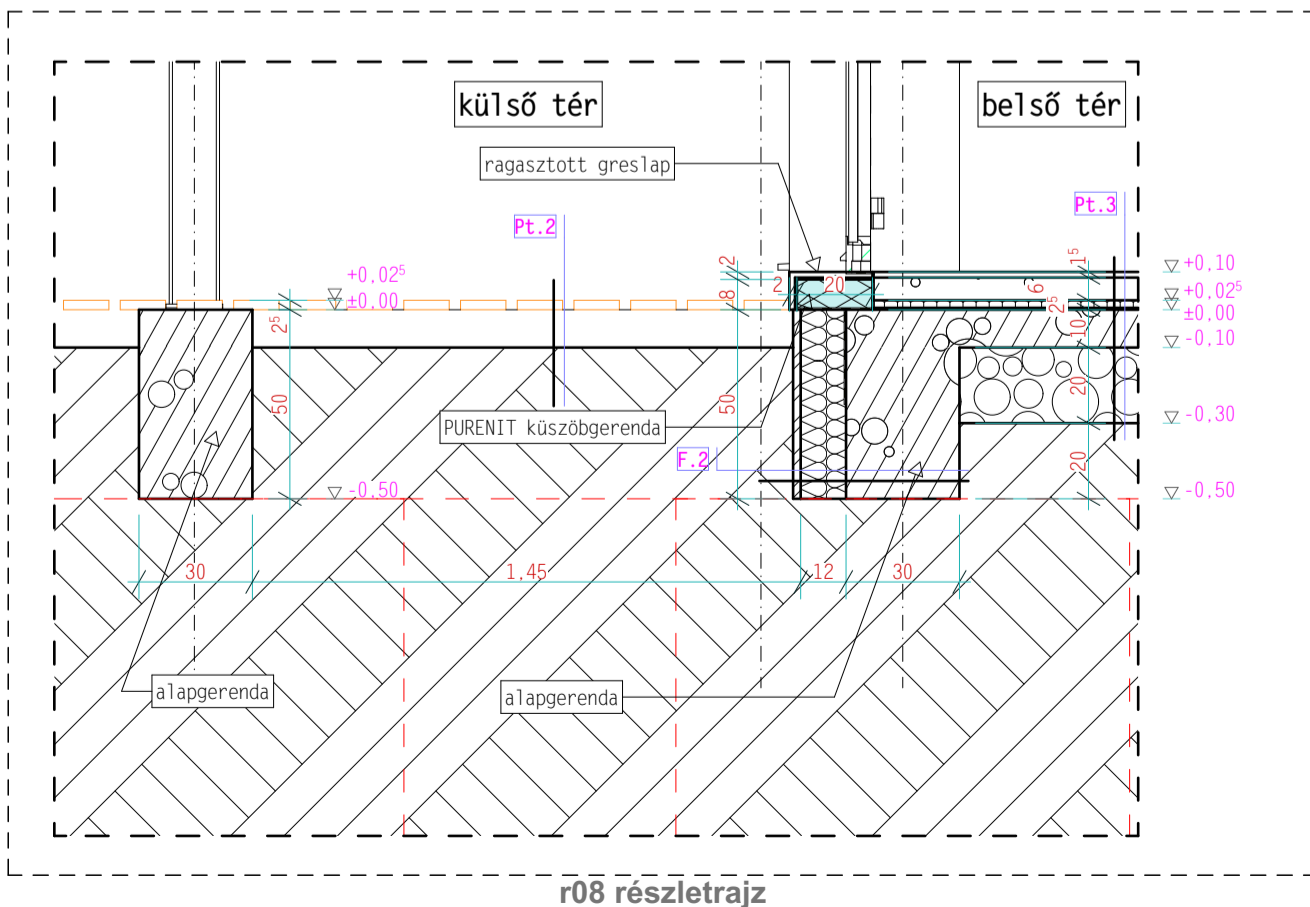 külső tér
belső tér
ragasztott greslap
Pt.2
Pt.3
+0.02⁵
±0.00
2⁵
50
2
8
2
20
50
1⁵
6
2⁵
10
20
20
+0.10
+0.02⁵
±0.00
-0.10
-0.30
-0.50
PURENIT küszöbgerenda
F.2
-0.50
30
1,45
12
30
alapgerenda
alapgerenda
r08 részletrajz